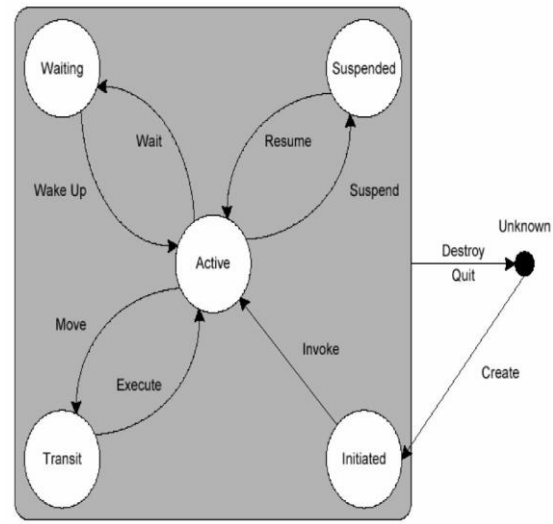 Waiting
Suspended
Wait
Resume
Wake Up
Suspend
Unknown
Active
Destroy
Quit
Move
Invoke
Execute
Create
Transit
Initiated